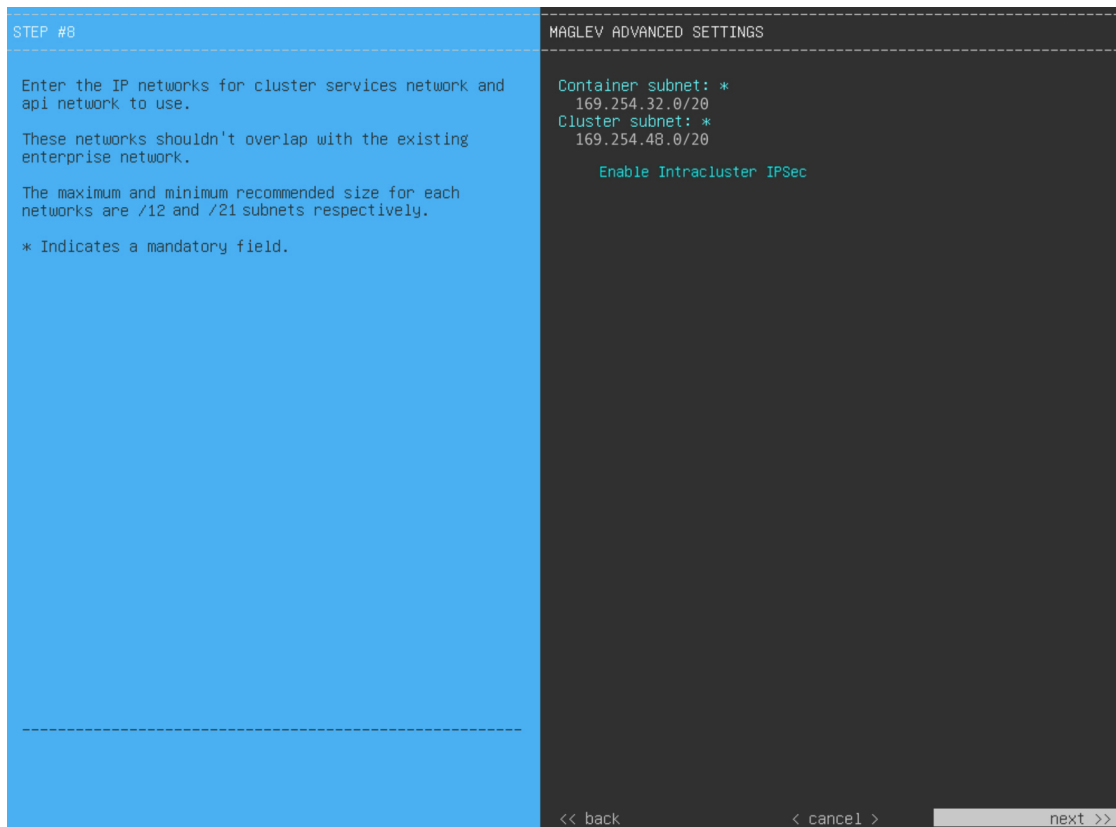 STEP #8
Enter the IP networks for cluster services network and
api network to use.
These networks shouldn't overlap with the existing
enterprise network.
The maximum and minimum recommended size for each
networks are /12 and /21 subnets respectively.
* Indicates a mandatory field.
MAGLEV ADVANCED SETTINGS
Container subnet: *
169.254.32.0/20
Cluster subnet: *
169.254.48.0/20
Enable Intracluster IPSec
<< back < cancel > next >>